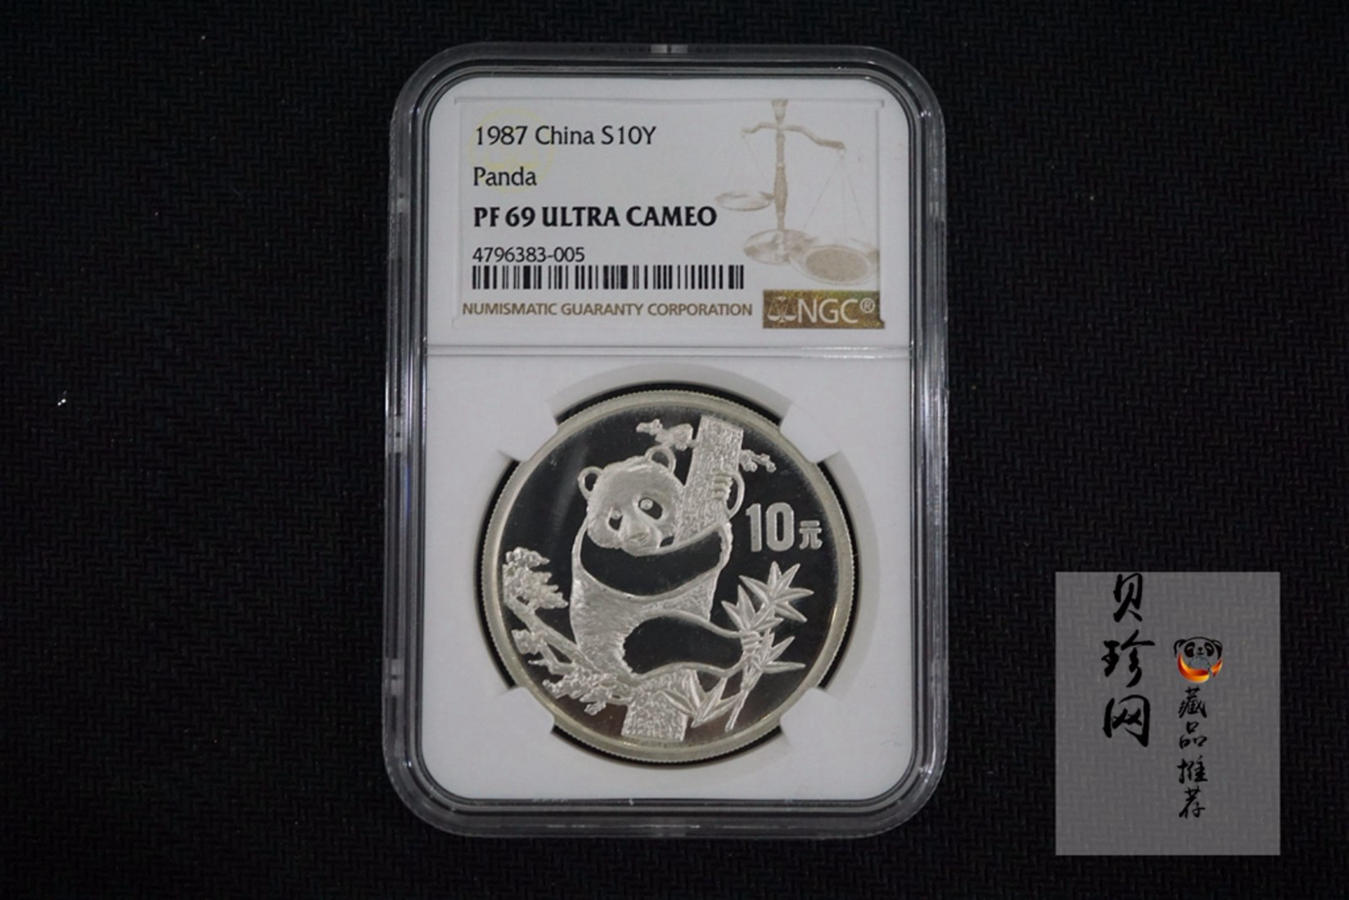 1987 China S10Y
Panda
PF 69 ULTRA CAMEO
4796383-005
NUMISMATIC GUARANTY CORPORATION
NGC®
10元
贝珍网
藏品推荐